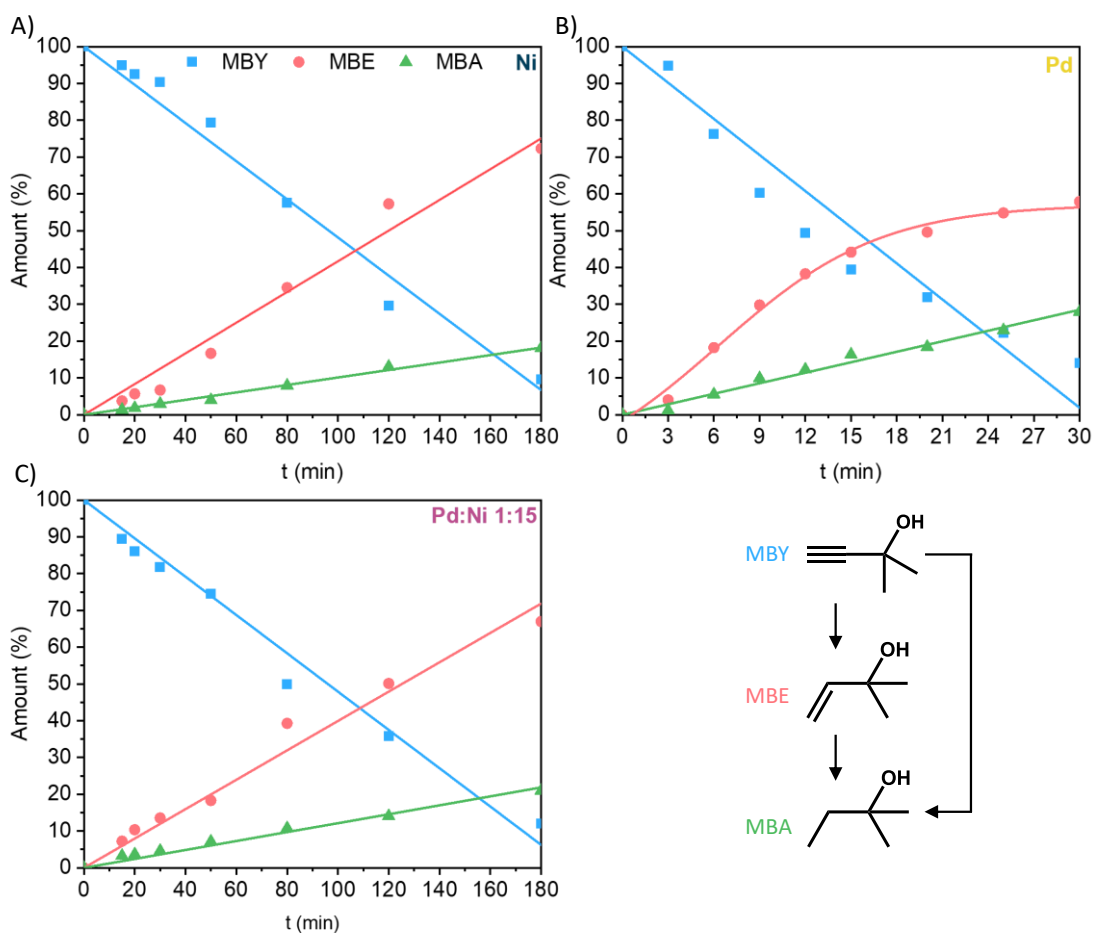 A)
100
90
80
70
60
50
40
30
20
10
0
Amount (%)
MBY MBE MBA Ni
0 20 40 60 80 100 120 140 160 180
t (min)
B)
100
90
80
70
60
50
40
30
20
10
0
Amount (%)
Pd
0 3 6 9 12 15 18 21 24 27 30
t (min)
C)
100
90
80
70
60
50
40
30
20
10
0
Amount (%)
Pd:Ni 1:15
0 20 40 60 80 100 120 140 160 180
t (min)
OH
MBY
OH
MBE
OH
MBA